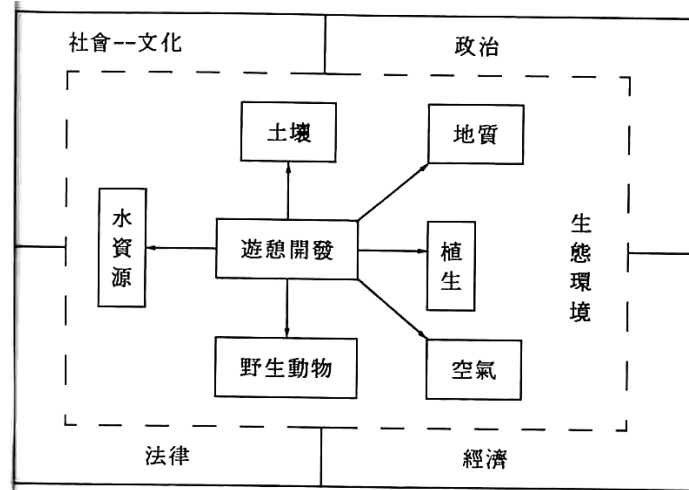 社會--文化
政治
土壤
地質
水資源
遊憩開發
植生
生態環境
野生動物
空氣
法律
經濟